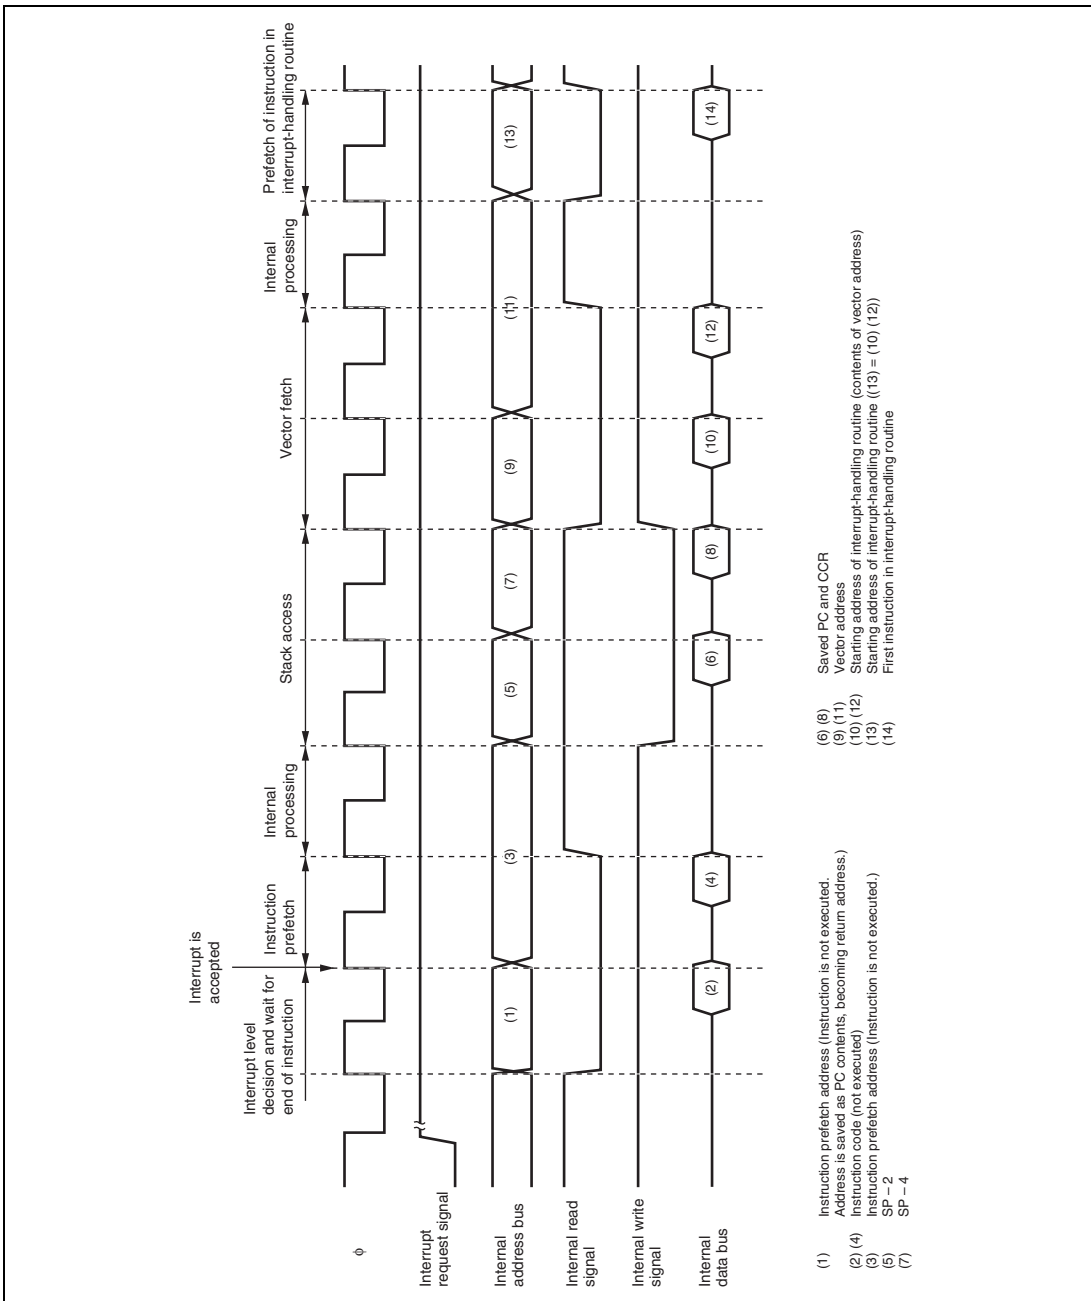 Interrupt is
accepted
Interrupt level
decision and wait for
end of instruction
Instruction
prefetch
Internal
processing
Stack access
Vector fetch
Internal
processing
Prefetch of instruction in
interrupt-handling routine
φ
Interrupt
request signal
Internal
address bus
(1)
(3)
(5)
(7)
(9)
(11)
(13)
Internal read
signal
Internal write
signal
Internal
data bus
(2)
(4)
(6)
(8)
(10)
(12)
(14)
(1) Instruction prefetch address (Instruction is not executed.
Address is saved as PC contents, becoming return address.)
(2) (4) Instruction code (not executed)
(3) Instruction prefetch address (Instruction is not executed.)
(5) SP – 2
(7) SP – 4
(6) (8) Saved PC and CCR
(9) (11) Vector address
(10) (12) Starting address of interrupt-handling routine (contents of vector address)
(13) Starting address of interrupt-handling routine ((13) = (10) (12))
(14) First instruction in interrupt-handling routine